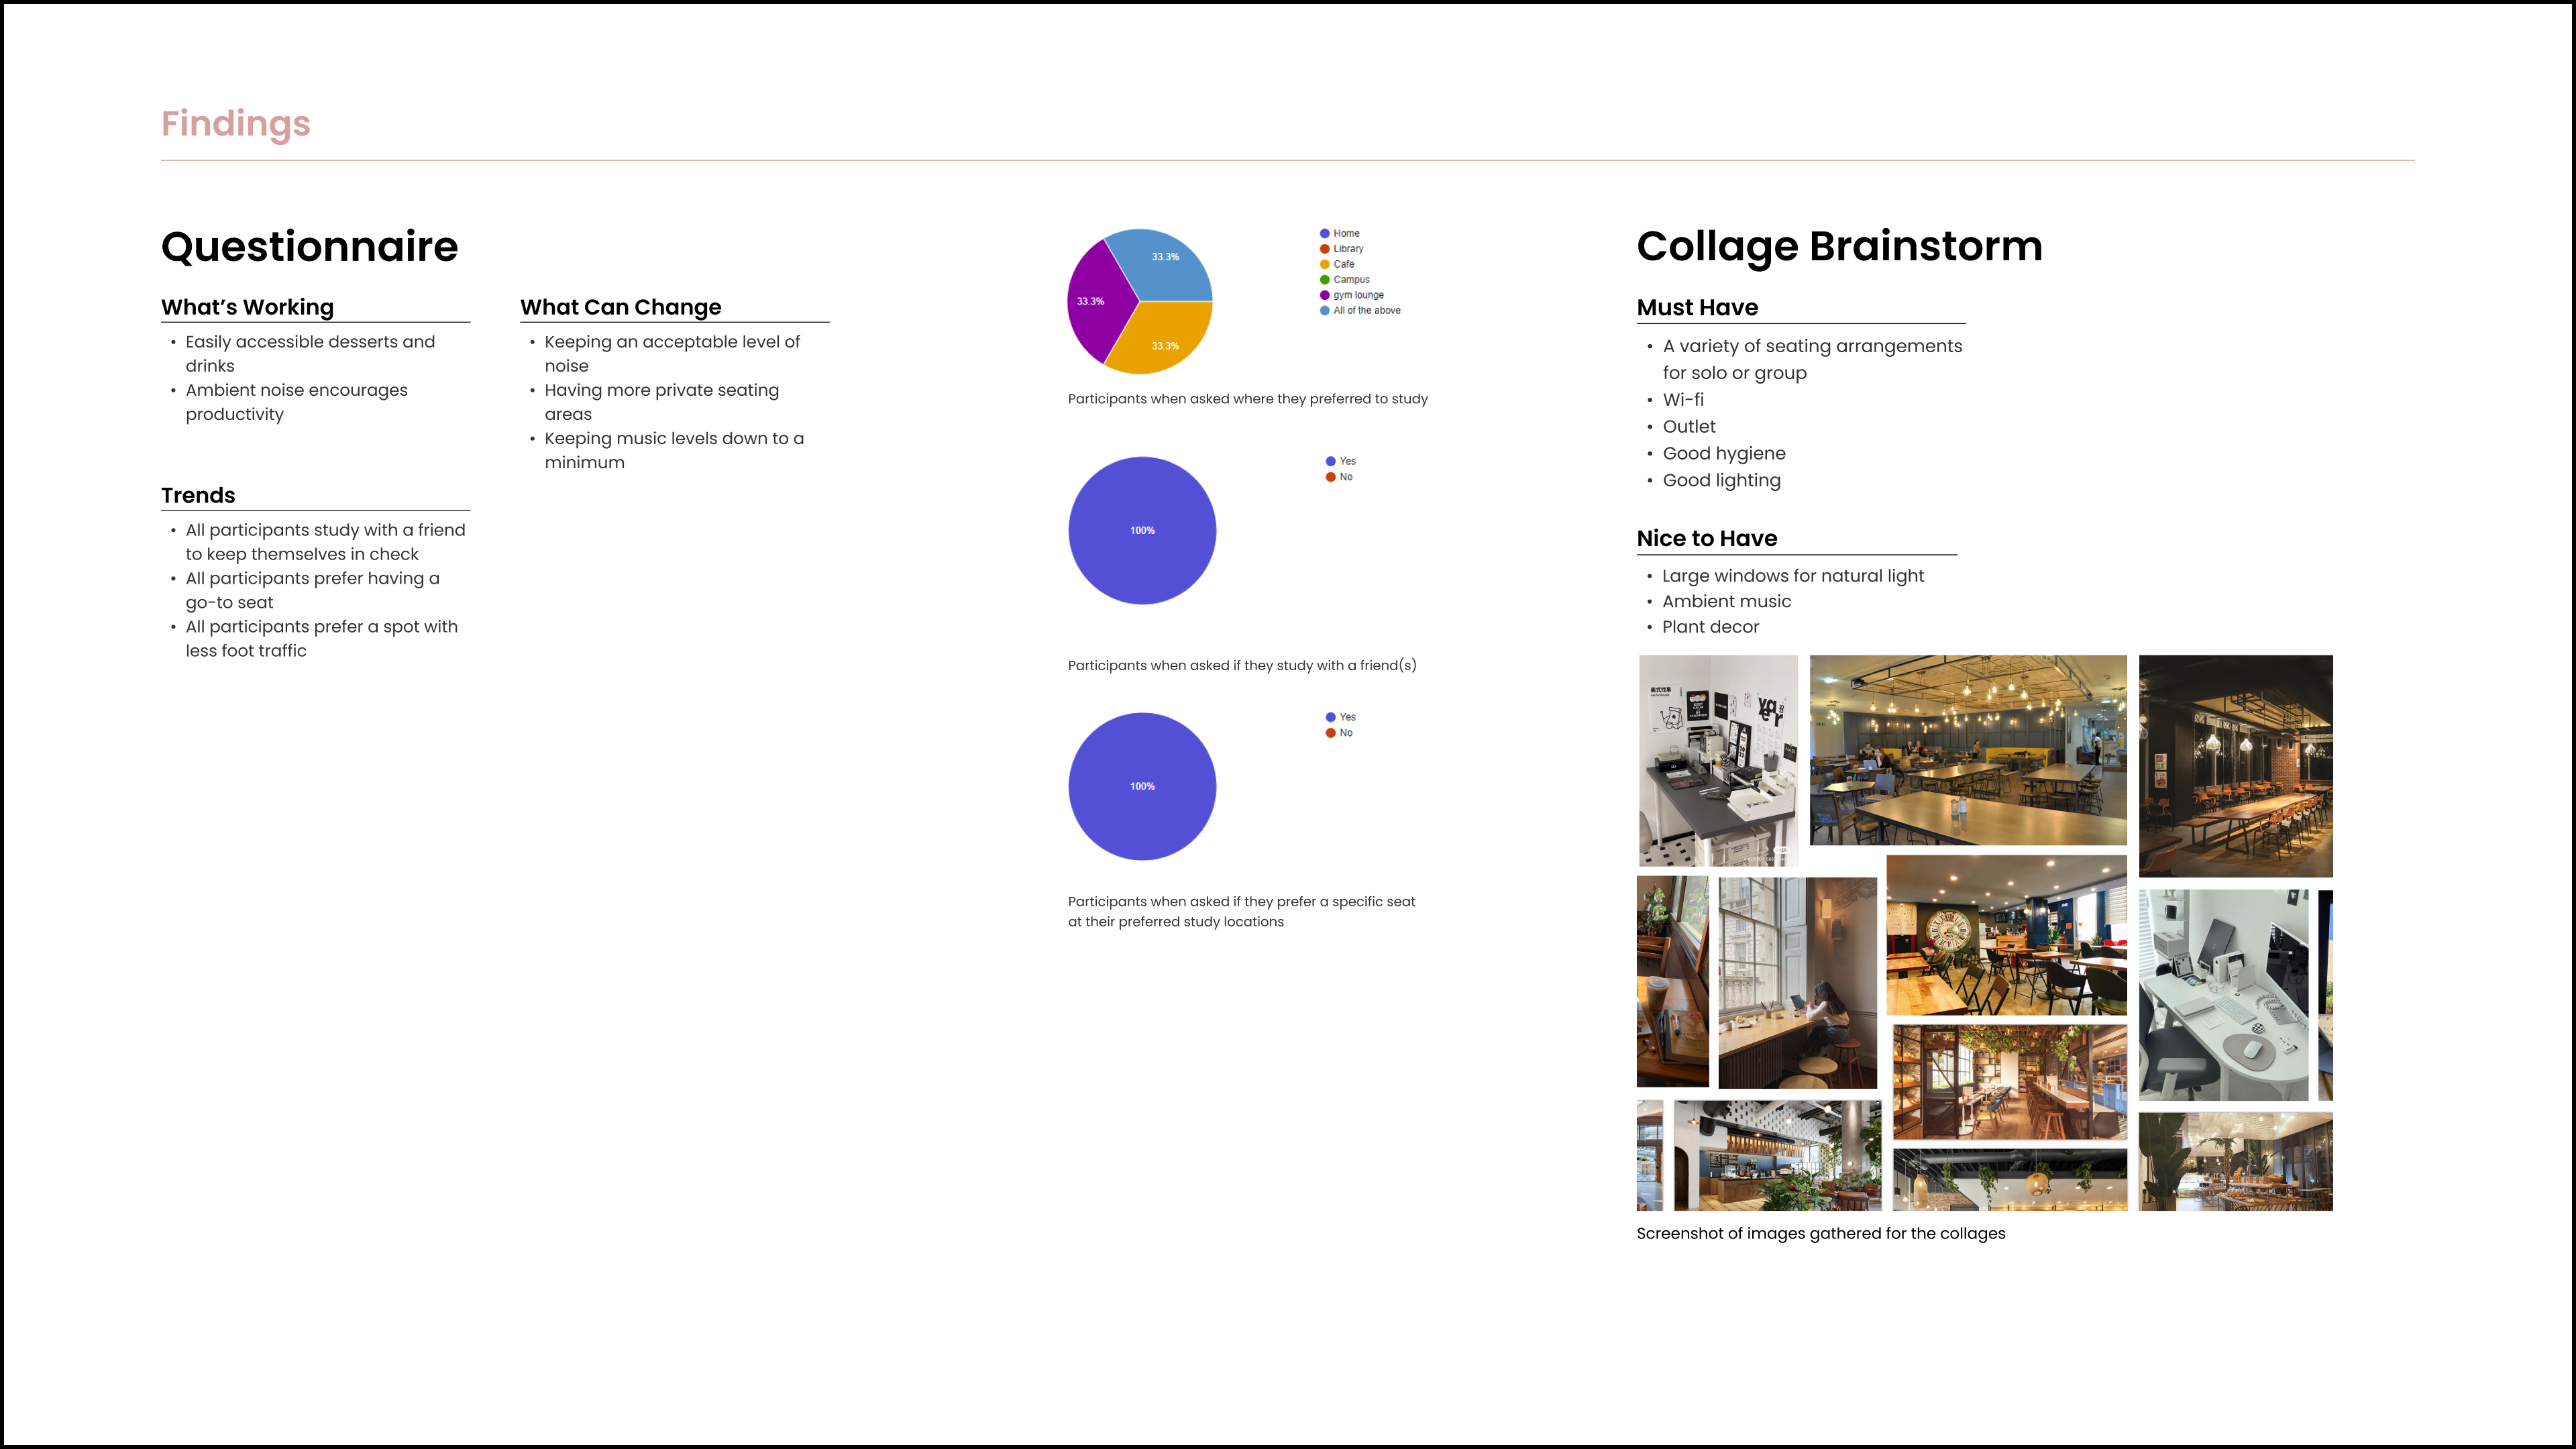 Findings
Questionnaire
What's Working
• Easily accessible desserts and
drinks
• Ambient noise encourages
productivity
What Can Change
• Keeping an acceptable level of
noise
• Having more private seating
areas
• Keeping music levels down to a
minimum
Trends
• All participants study with a friend
to keep themselves in check
• All participants prefer having a
go-to seat
• All participants prefer a spot with
less foot traffic
33.3%
33.3%
33.3%
Home
Library
Cafe
Campus
gym lounge
All of the above
Participants when asked where they preferred to study
100%
Yes
No
Participants when asked if they study with a friend(s)
100%
Yes
No
Participants when asked if they prefer a specific seat
at their preferred study locations
Collage Brainstorm
Must Have
• A variety of seating arrangements
for solo or group
• Wi-fi
• Outlet
• Good hygiene
• Good lighting
Nice to Have
• Large windows for natural light
• Ambient music
• Plant decor
Screenshot of images gathered for the collages